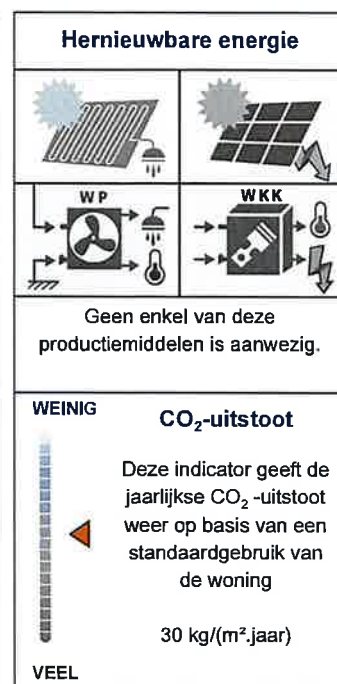 Hernieuwbare energie
WP
WKK
Geen enkel van deze
productiemiddelen is aanwezig.
WEINIG
CO₂-uitstoot
Deze indicator geeft de
jaarlijkse CO₂ -uitstoot
weer op basis van een
standaardgebruik van
de woning
30 kg/(m².jaar)
VEEL